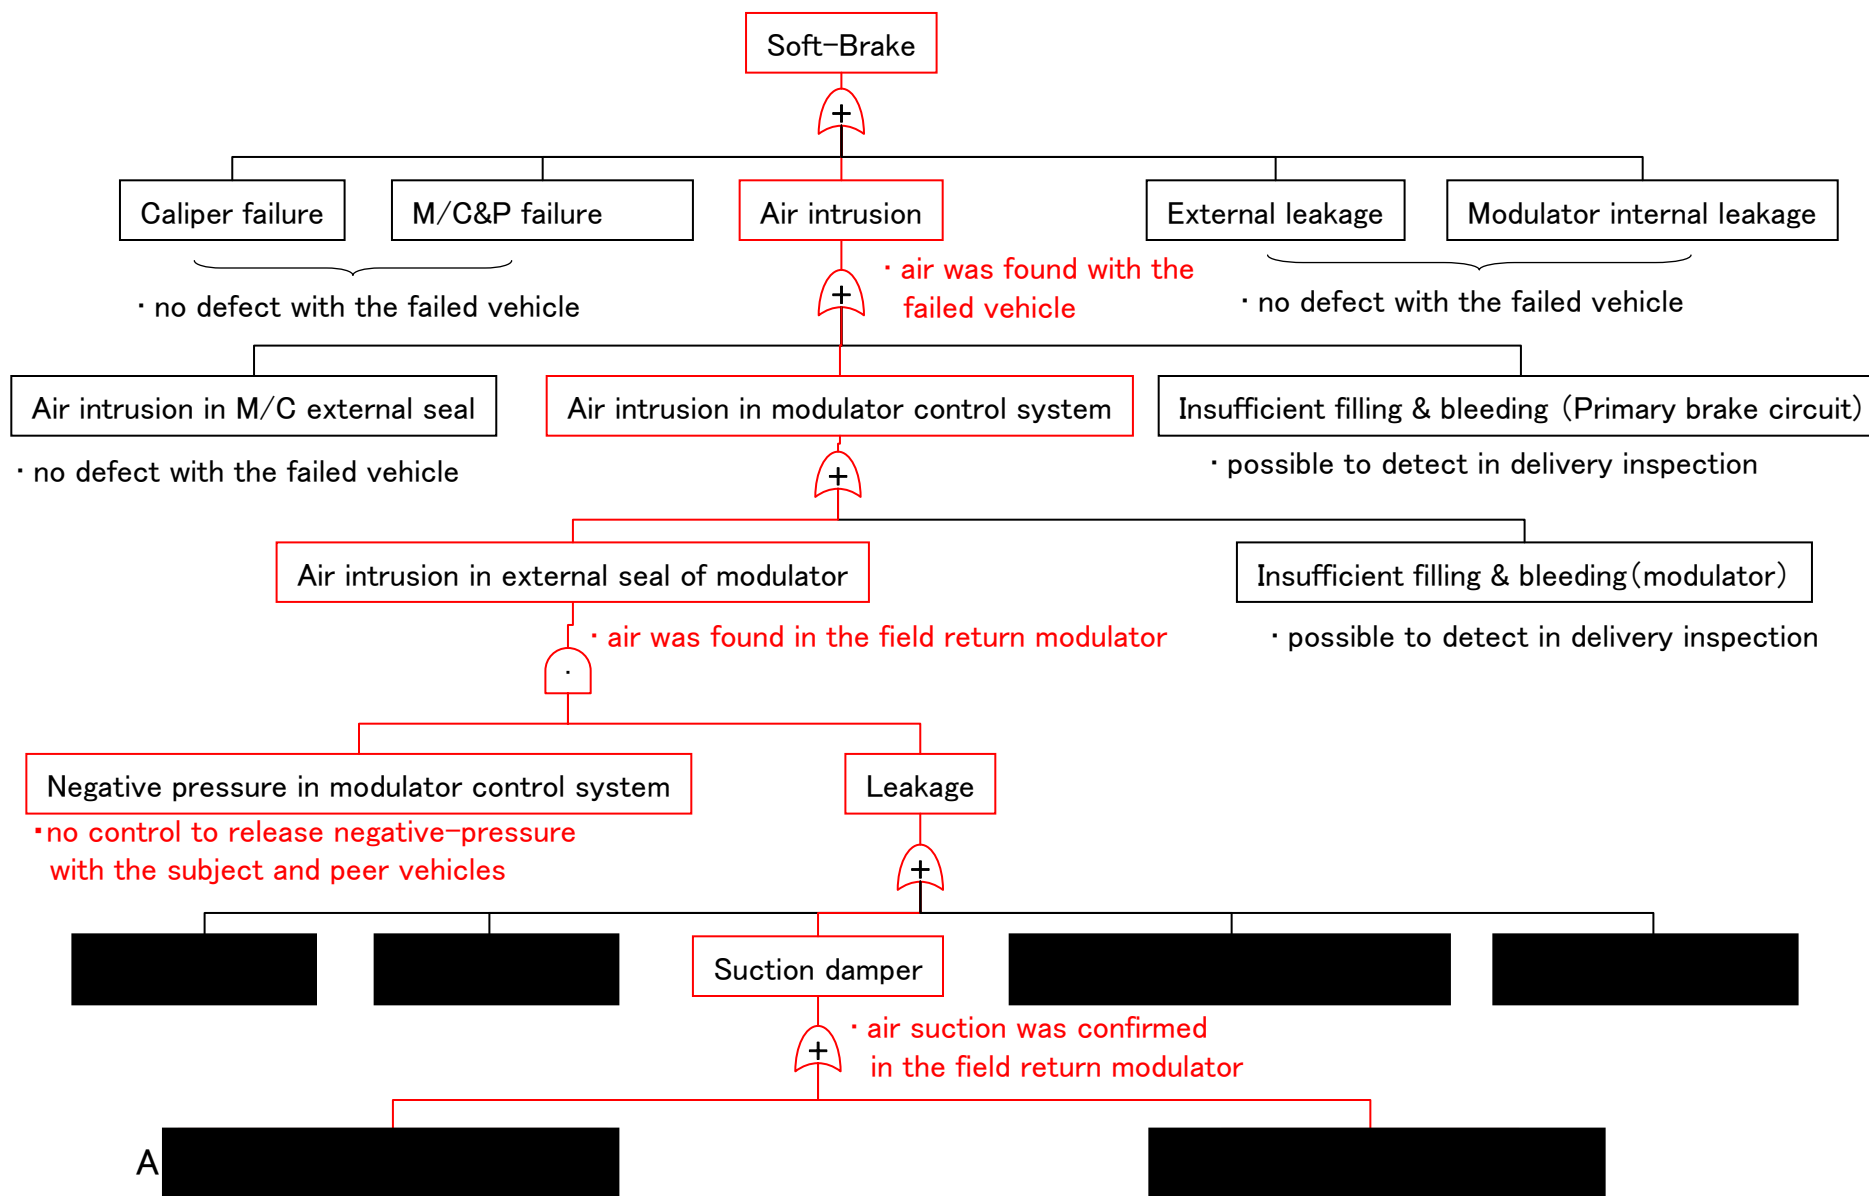 Soft-Brake
+
Caliper failure
M/C&P failure
Air intrusion
External leakage
Modulator internal leakage
・no defect with the failed vehicle
+
・air was found with the
failed vehicle
・no defect with the failed vehicle
Air intrusion in M/C external seal
Air intrusion in modulator control system
Insufficient filling & bleeding (Primary brake circuit)
・no defect with the failed vehicle
+
・possible to detect in delivery inspection
Air intrusion in external seal of modulator
Insufficient filling & bleeding(modulator)
・air was found in the field return modulator
・possible to detect in delivery inspection
・
Negative pressure in modulator control system
Leakage
・no control to release negative-pressure
with the subject and peer vehicles
+
Suction damper
+
・air suction was confirmed
in the field return modulator
A